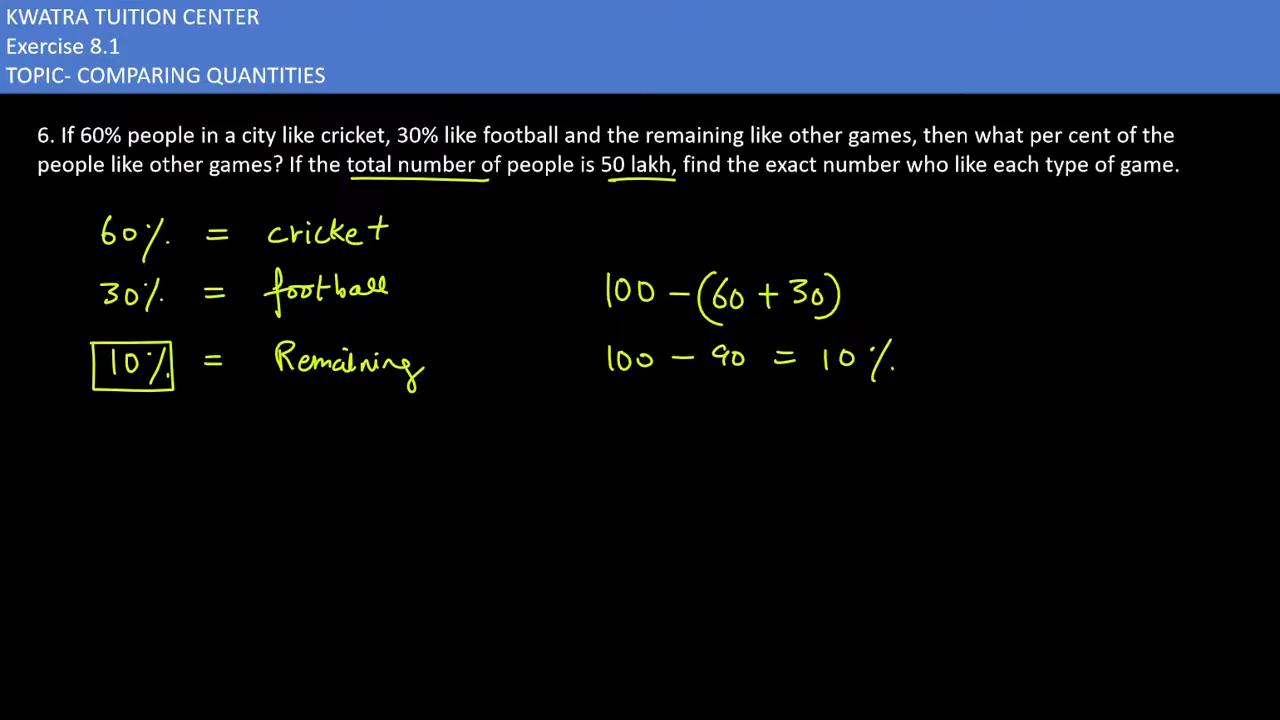 KWATRA TUITION CENTER
Exercise 8.1
TOPIC- COMPARING QUANTITIES
6. If 60% people in a city like cricket, 30% like football and the remaining like other games, then what per cent of the
people like other games? If the total number of people is 50 lakh, find the exact number who like each type of game.
60% = cricket
30% = football
100 - (60 + 30)
10% = Remaining
100 - 90 = 10%